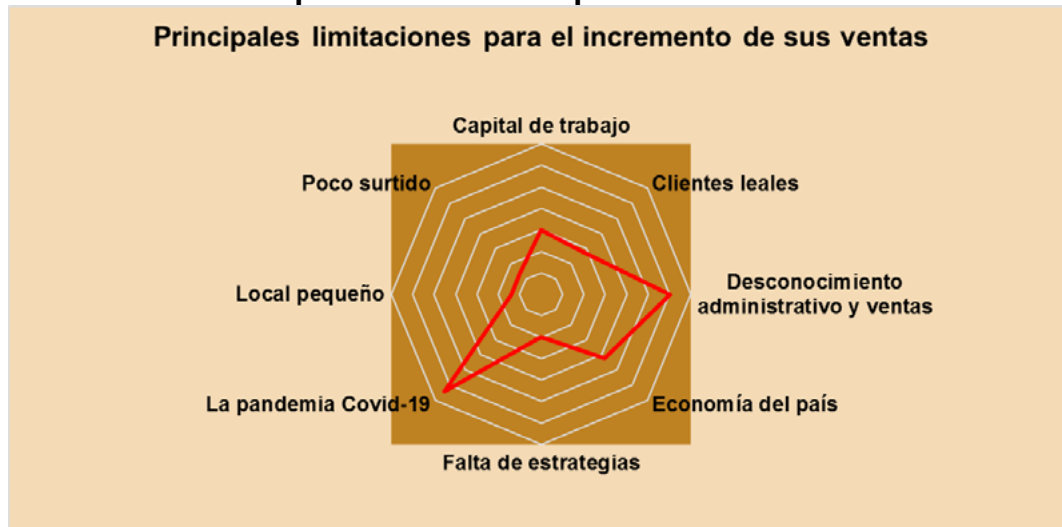 Principales limitaciones para el incremento de sus ventas
Capital de trabajo
Poco surtido
Clientes leales
Local pequeño
Desconocimiento
administrativo y ventas
La pandemia Covid-19
Economía del país
Falta de estrategias